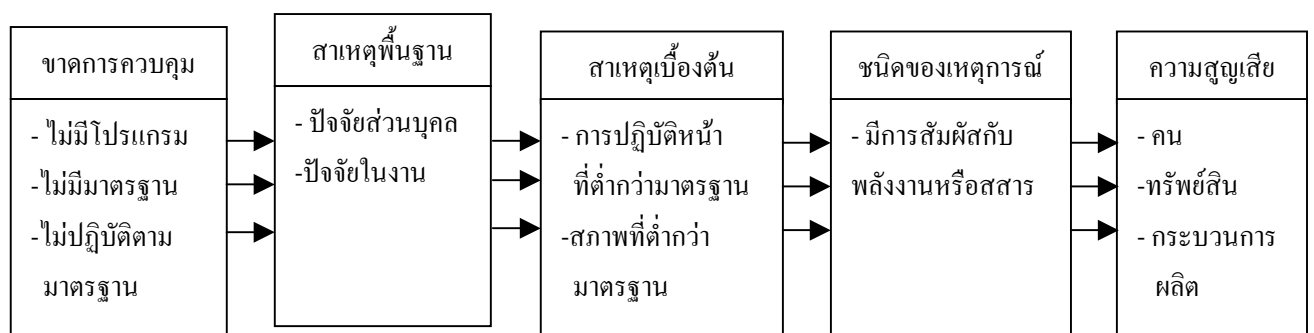 ขาดการควบคุม
- ไม่มีโปรแกรม
-ไม่มีมาตรฐาน
-ไม่ปฏิบัติตาม
มาตรฐาน
สาเหตุพื้นฐาน
- ปัจจัยส่วนบุคล
-ปัจจัยในงาน
สาเหตุเบื้องต้น
- การปฏิบัติหน้า
ที่ต่ำกว่ามาตรฐาน
-สภาพที่ต่ำกว่า
มาตรฐาน
ชนิดของเหตุการณ์
- มีการสัมผัสกับ
พลังงานหรือสสาร
ความสูญเสีย
- คน
-ทรัพย์สิน
- กระบวนการ
ผลิต